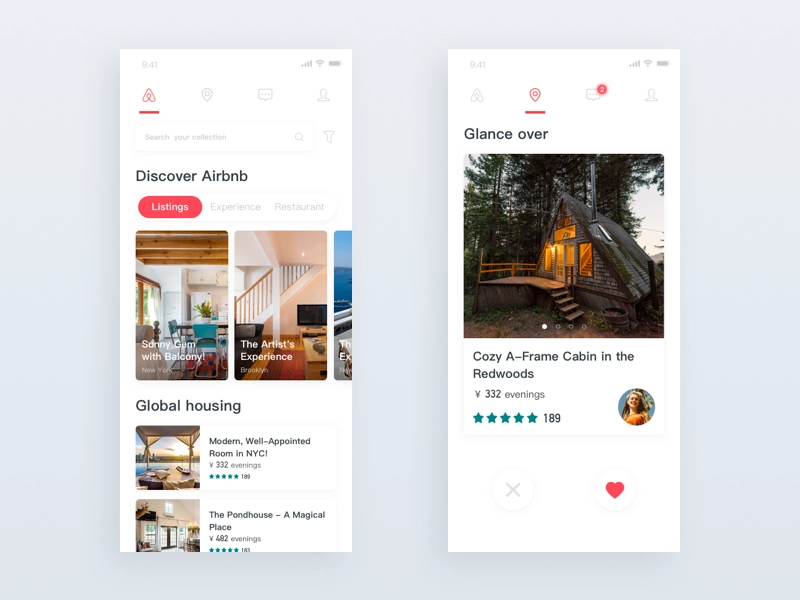 9:41
Search your collection
Discover Airbnb
Listings
Experience
Restaurant
Sunny Gem
with Balcony!
New York
The Artist's
Experience
Brooklyn
Th
Ex
New
Global housing
Modern, Well-Appointed
Room in NYC!
¥ 332 evenings
189
The Pondhouse - A Magical
Place
¥ 482 evenings
183
9:41
2
Glance over
Cozy A-Frame Cabin in the
Redwoods
¥ 332 evenings
189